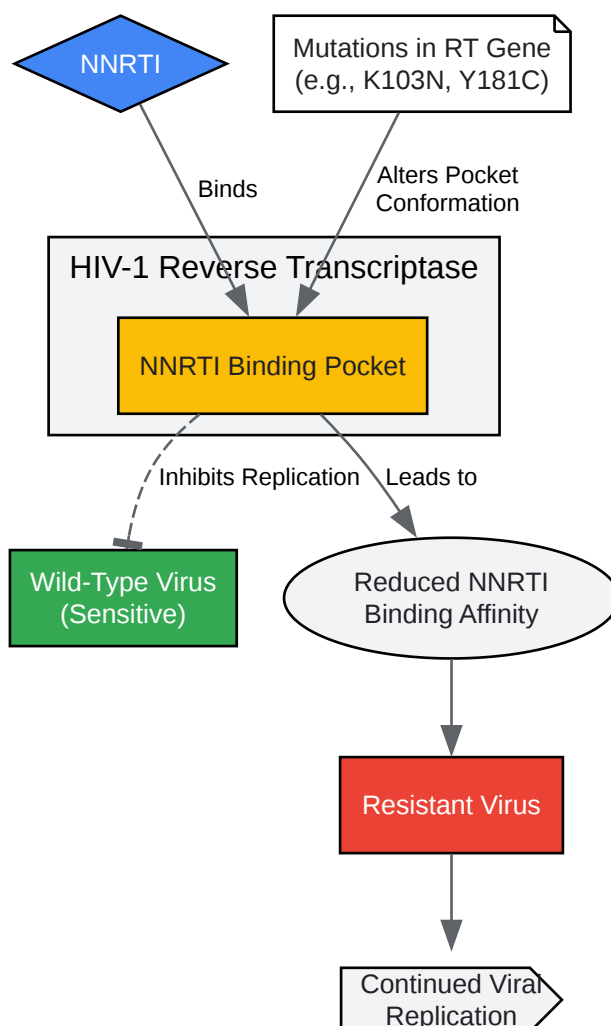 NNRTI
Mutations in RT Gene
(e.g., K103N, Y181C)
Binds
Alters Pocket
Conformation
HIV-1 Reverse Transcriptase
NNRTI Binding Pocket
Inhibits Replication
Leads to
Wild-Type Virus
(Sensitive)
Reduced NNRTI
Binding Affinity
Resistant Virus
Continued Viral
Replication